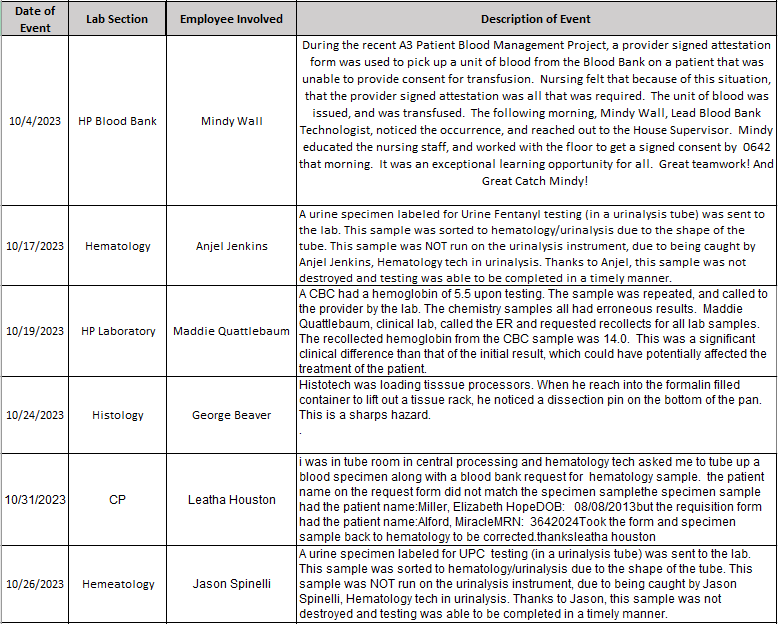 Date of
Event
Lab Section
Employee Involved
Description of Event
10/4/2023
HP Blood Bank
Mindy Wall
During the recent A3 Patient Blood Management Project, a provider signed attestation
form was used to pick up a unit of blood from the Blood Bank on a patient that was
unable to provide consent for transfusion. Nursing felt that because of this situation,
that the provider signed attestation was all that was required. The unit of blood was
issued, and was transfused. The following morning, Mindy Wall, Lead Blood Bank
Technologist, noticed the occurrence, and reached out to the House Supervisor. Mindy
educated the nursing staff, and worked with the floor to get a signed consent by 0642
that morning. It was an exceptional learning opportunity for all. Great teamwork! And
Great Catch Mindy!
10/17/2023
Hematology
Anjel Jenkins
A urine specimen labeled for Urine Fentanyl testing (in a urinalysis tube) was sent to
the lab. This sample was sorted to hematology/urinalysis due to the shape of the
tube. This sample was NOT run on the urinalysis instrument, due to being caught by
Anjel Jenkins, Hematology tech in urinalysis. Thanks to Anjel, this sample was not
destroyed and testing was able to be completed in a timely manner.
10/19/2023
HP Laboratory
Maddie Quattlebaum
A CBC had a hemoglobin of 5.5 upon testing. The sample was repeated, and called to
the provider by the lab. The chemistry samples all had erroneous results. Maddie
Quattlebaum, clinical lab, called the ER and requested recollects for all lab samples.
The recollected hemoglobin from the CBC sample was 14.0. This was a significant
clinical difference than that of the initial result, which could have potentially affected the
treatment of the patient.
10/24/2023
Histology
George Beaver
Histotech was loading tisssue processors. When he reach into the formalin filled
container to lift out a tissue rack, he noticed a dissection pin on the bottom of the pan.
This is a sharps hazard.
.
10/31/2023
CP
Leatha Houston
i was in tube room in central processing and hematology tech asked me to tube up a
blood specimen along with a blood bank request for hematology sample. the patient
name on the request form did not match the specimen samplethe specimen sample
had the patient name:Miller, Elizabeth HopeDOB: 08/08/2013but the requisition form
had the patient name:Alford, MiracleMRN: 3642024Took the form and specimen
sample back to hematology to be corrected.thanksleatha houston
10/26/2023
Hemeatology
Jason Spinelli
A urine specimen labeled for UPC testing (in a urinalysis tube) was sent to the lab.
This sample was sorted to hematology/urinalysis due to the shape of the tube. This
sample was NOT run on the urinalysis instrument, due to being caught by Jason
Spinelli, Hematology tech in urinalysis. Thanks to Jason, this sample was not
destroyed and testing was able to be completed in a timely manner.